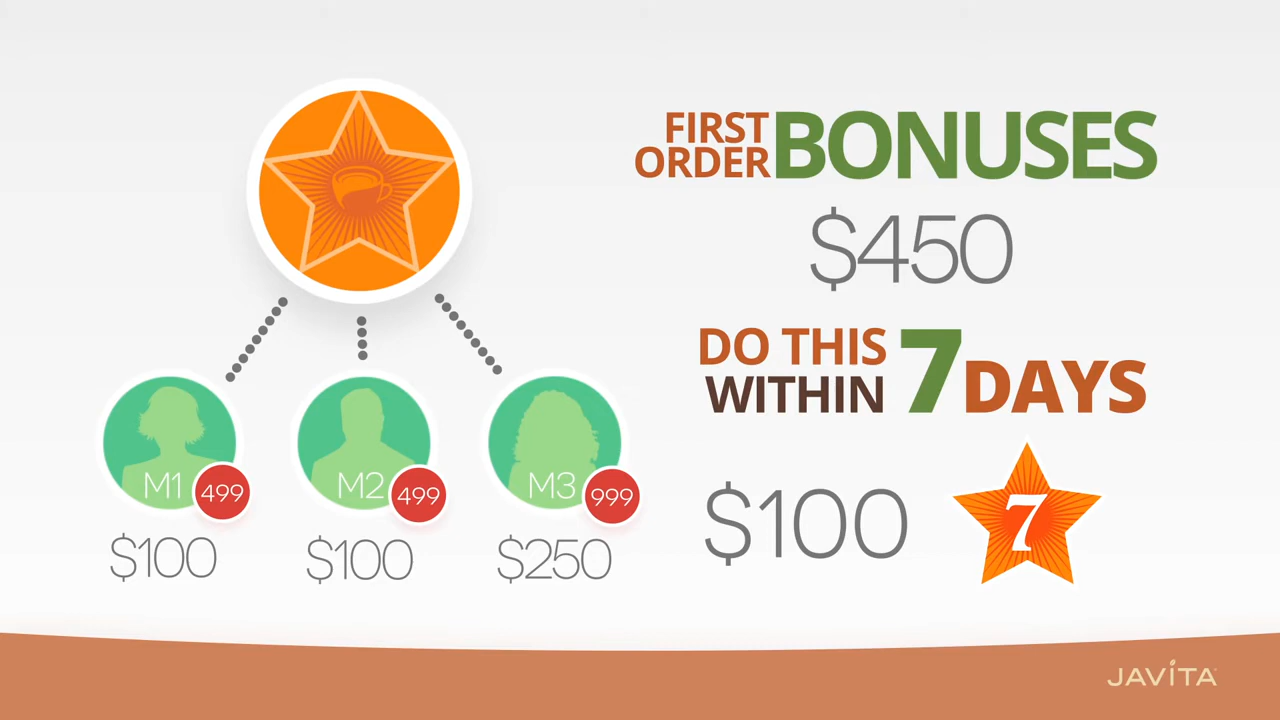 FIRST
ORDER BONUSES
$450
DO THIS
WITHIN 7 DAYS
M1 499
M2 499
M3 999
$100
$100
$250
$100
7
JAVITA